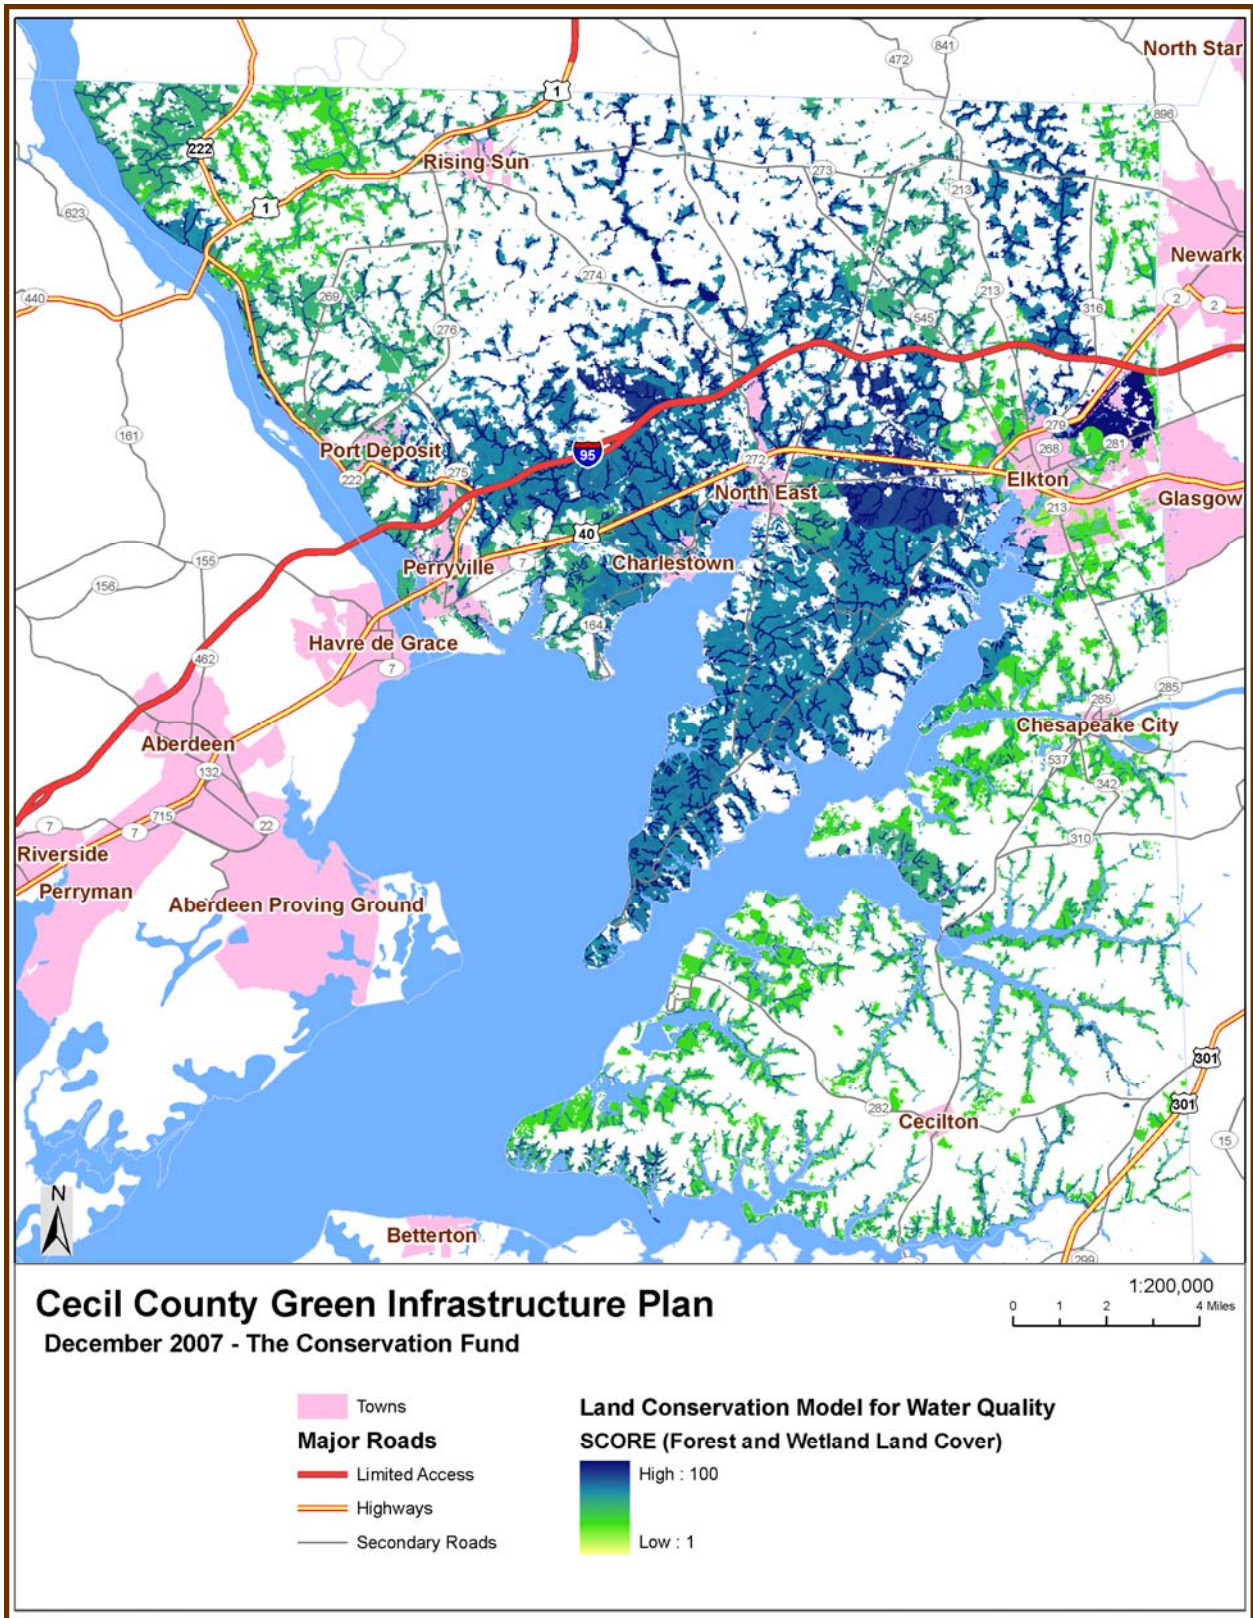 North Star
841
472
1
896
222
Rising Sun
273
213
1
623
Newark
274
440
269
213
2
2
316
545
276
161
279
Port Deposit
95
272
268
281
275
222
North East
Elkton
Glasgow
213
40
155
Perryville
7
Charlestown
156
164
Havre de Grace
462
7
285
285
Chesapeake City
Aberdeen
537
132
342
715
7
7
22
310
Riverside
Perryman
Aberdeen Proving Ground
301
301
282
Cecilton
15
N
Betterton
299
Cecil County Green Infrastructure Plan
December 2007 - The Conservation Fund
1:200,000
0 1 2 4 Miles
Towns
Major Roads
Limited Access
Highways
Secondary Roads
Land Conservation Model for Water Quality
SCORE (Forest and Wetland Land Cover)
High : 100
Low : 1